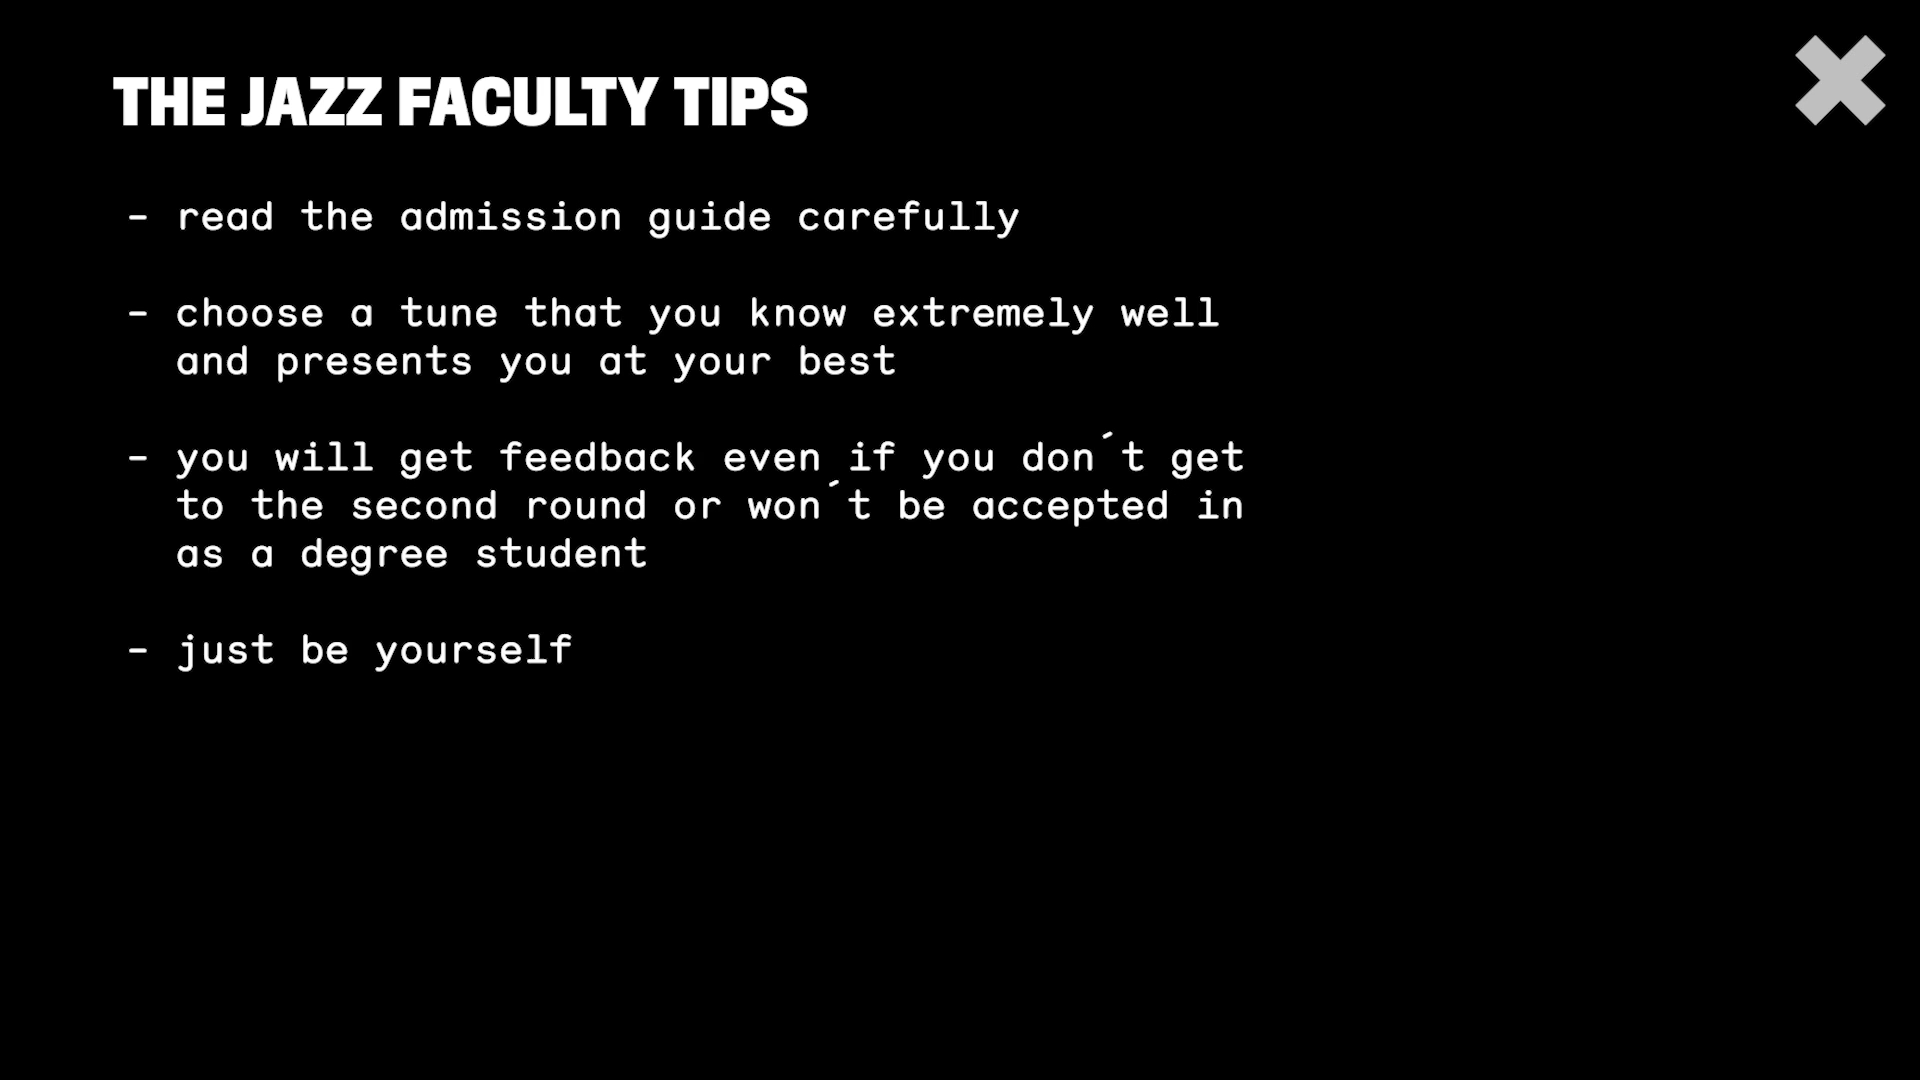 THE JAZZ FACULTY TIPS
- read the admission guide carefully
- choose a tune that you know extremely well
and presents you at your best
- you will get feedback even if you don´t get
to the second round or won´t be accepted in
as a degree student
- just be yourself